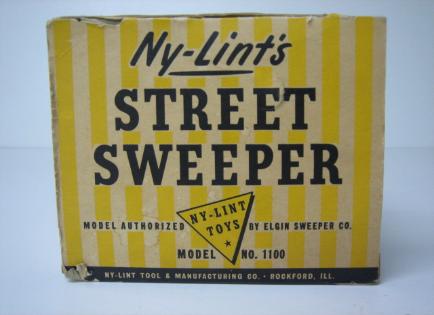 Ny-Lint's
STREET
SWEEPER
MODEL AUTHORIZED BY ELGIN SWEEPER CO.
NY-LINT
TOYS
MODEL NO. 1100
NY-LINT TOOL & MANUFACTURING CO. · ROCKFORD, ILL.